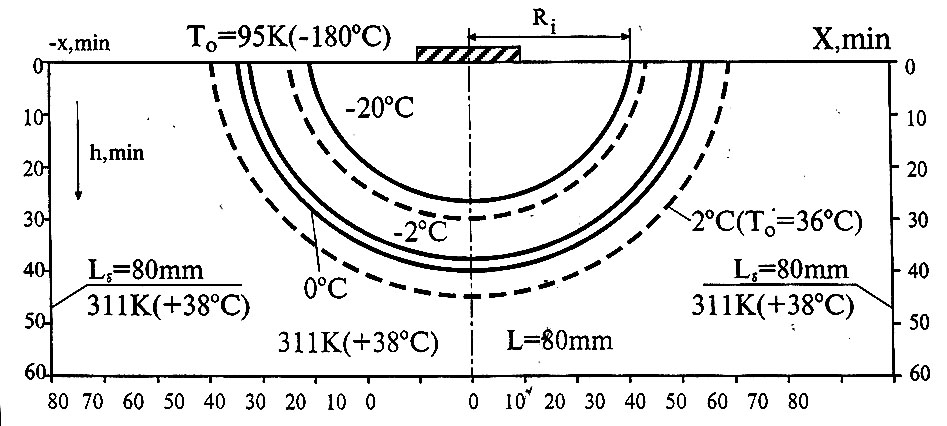 -x,min
T₀=95K(-180°C)
Rᵢ
X,min
0
10
20
30
40
50
60
0
10
20
30
40
50
60
h,min
-20°C
-2°C
0°C
2°C(T₀=36°C)
Lₛ=80mm
311K(+38°C)
Lₛ=80mm
311K(+38°C)
311K(+38°C)
L=80mm
80 70 60 50 40 30 20 10 0 0 10 20 30 40 50 60 70 80